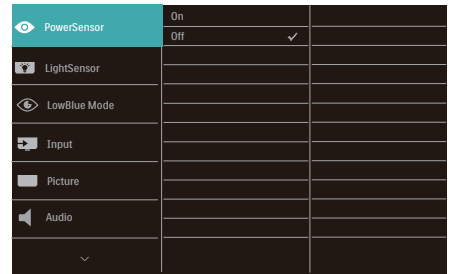 PowerSensor
On
Off
LightSensor
LowBlue Mode
Input
Picture
Audio